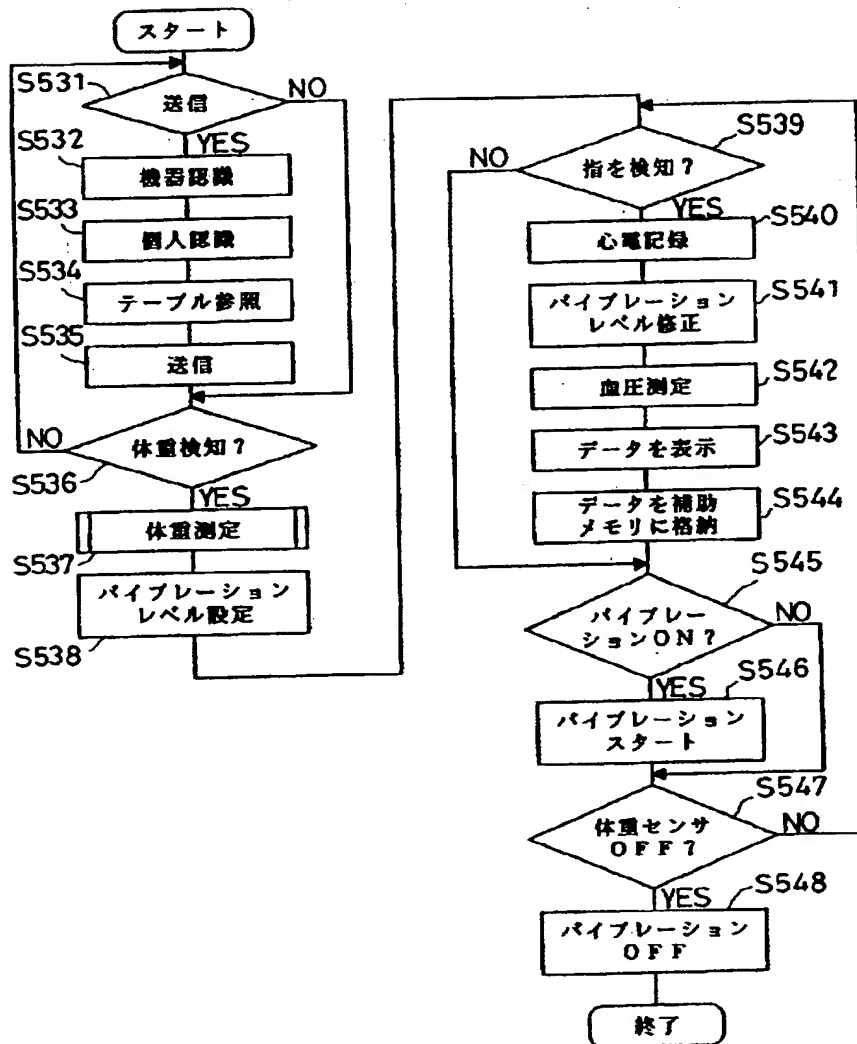 スタート
S531
送信
NO
YES
S532
機器認識
S533
個人認識
S534
テーブル参照
S535
送信
NO
体重検知?
S536
YES
体重測定
S537
バイブレーション
レベル設定
S538
S539
NO
指を検知?
YES
S540
心電記録
バイブレーション
レベル修正
S541
血圧測定
S542
データを表示
S543
データを補助
メモリに格納
S544
S545
バイブレー
ションON?
NO
YES
S546
バイブレーション
スタート
S547
体重センサ
OFF?
NO
YES
S548
バイブレーション
OFF
終了